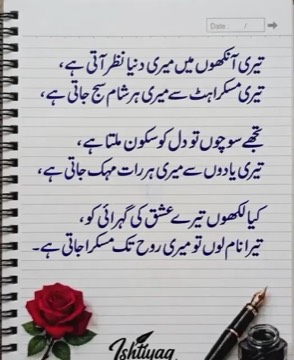 Date : /
تیری آنکھوں میں میری دنیا نظر آتی ہے،
تیری مسکراہٹ سے میری ہر شام سج جاتی ہے،
تجھے سوچوں تو دل کو سکون ملتا ہے،
تیری یادوں سے میری ہر رات مہک جاتی ہے،
کیا لکھوں تیرے عشق کی گہرائی کو،
تیرا نام لوں تو میری روح تک مسکرا جاتی ہے۔
Ishtiyaq